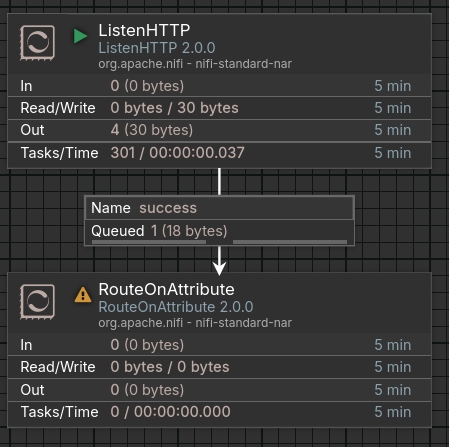 ListenHTTP
ListenHTTP 2.0.0
org.apache.nifi - nifi-standard-nar
In 0 (0 bytes) 5 min
Read/Write 0 bytes / 30 bytes 5 min
Out 4 (30 bytes) 5 min
Tasks/Time 301 / 00:00:00.037 5 min
Name success
Queued 1 (18 bytes)
RouteOnAttribute
RouteOnAttribute 2.0.0
org.apache.nifi - nifi-standard-nar
In 0 (0 bytes) 5 min
Read/Write 0 bytes / 0 bytes 5 min
Out 0 (0 bytes) 5 min
Tasks/Time 0 / 00:00:00.000 5 min